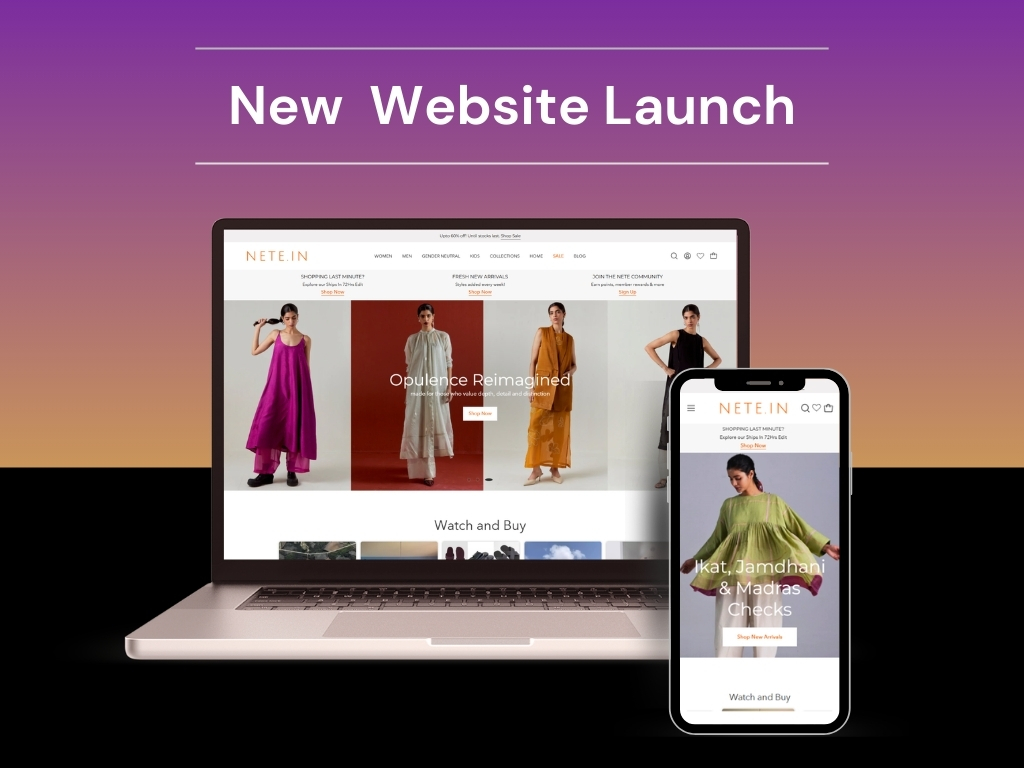 New Website Launch
Upto 60% off! Until stocks last. Shop Sale
NETE.IN
WOMEN MEN GENDER NEUTRAL KIDS COLLECTIONS HOME SALE BLOG
SHOPPING LAST MINUTE?
Explore our Ships In 72Hrs Edit
Shop Now
FRESH NEW ARRIVALS
Styles added every week!
Shop Now
JOIN THE NETE COMMUNITY
Earn points, member rewards & more
Sign Up
Opulence Reimagined
made for those who value depth, detail and distinction
Shop Now
Watch and Buy
NETE.IN
SHOPPING LAST MINUTE?
Explore our Ships In 72Hrs Edit
Shop Now
Ikat, Jamdhani
& Madras
Checks
Shop New Arrivals
Watch and Buy